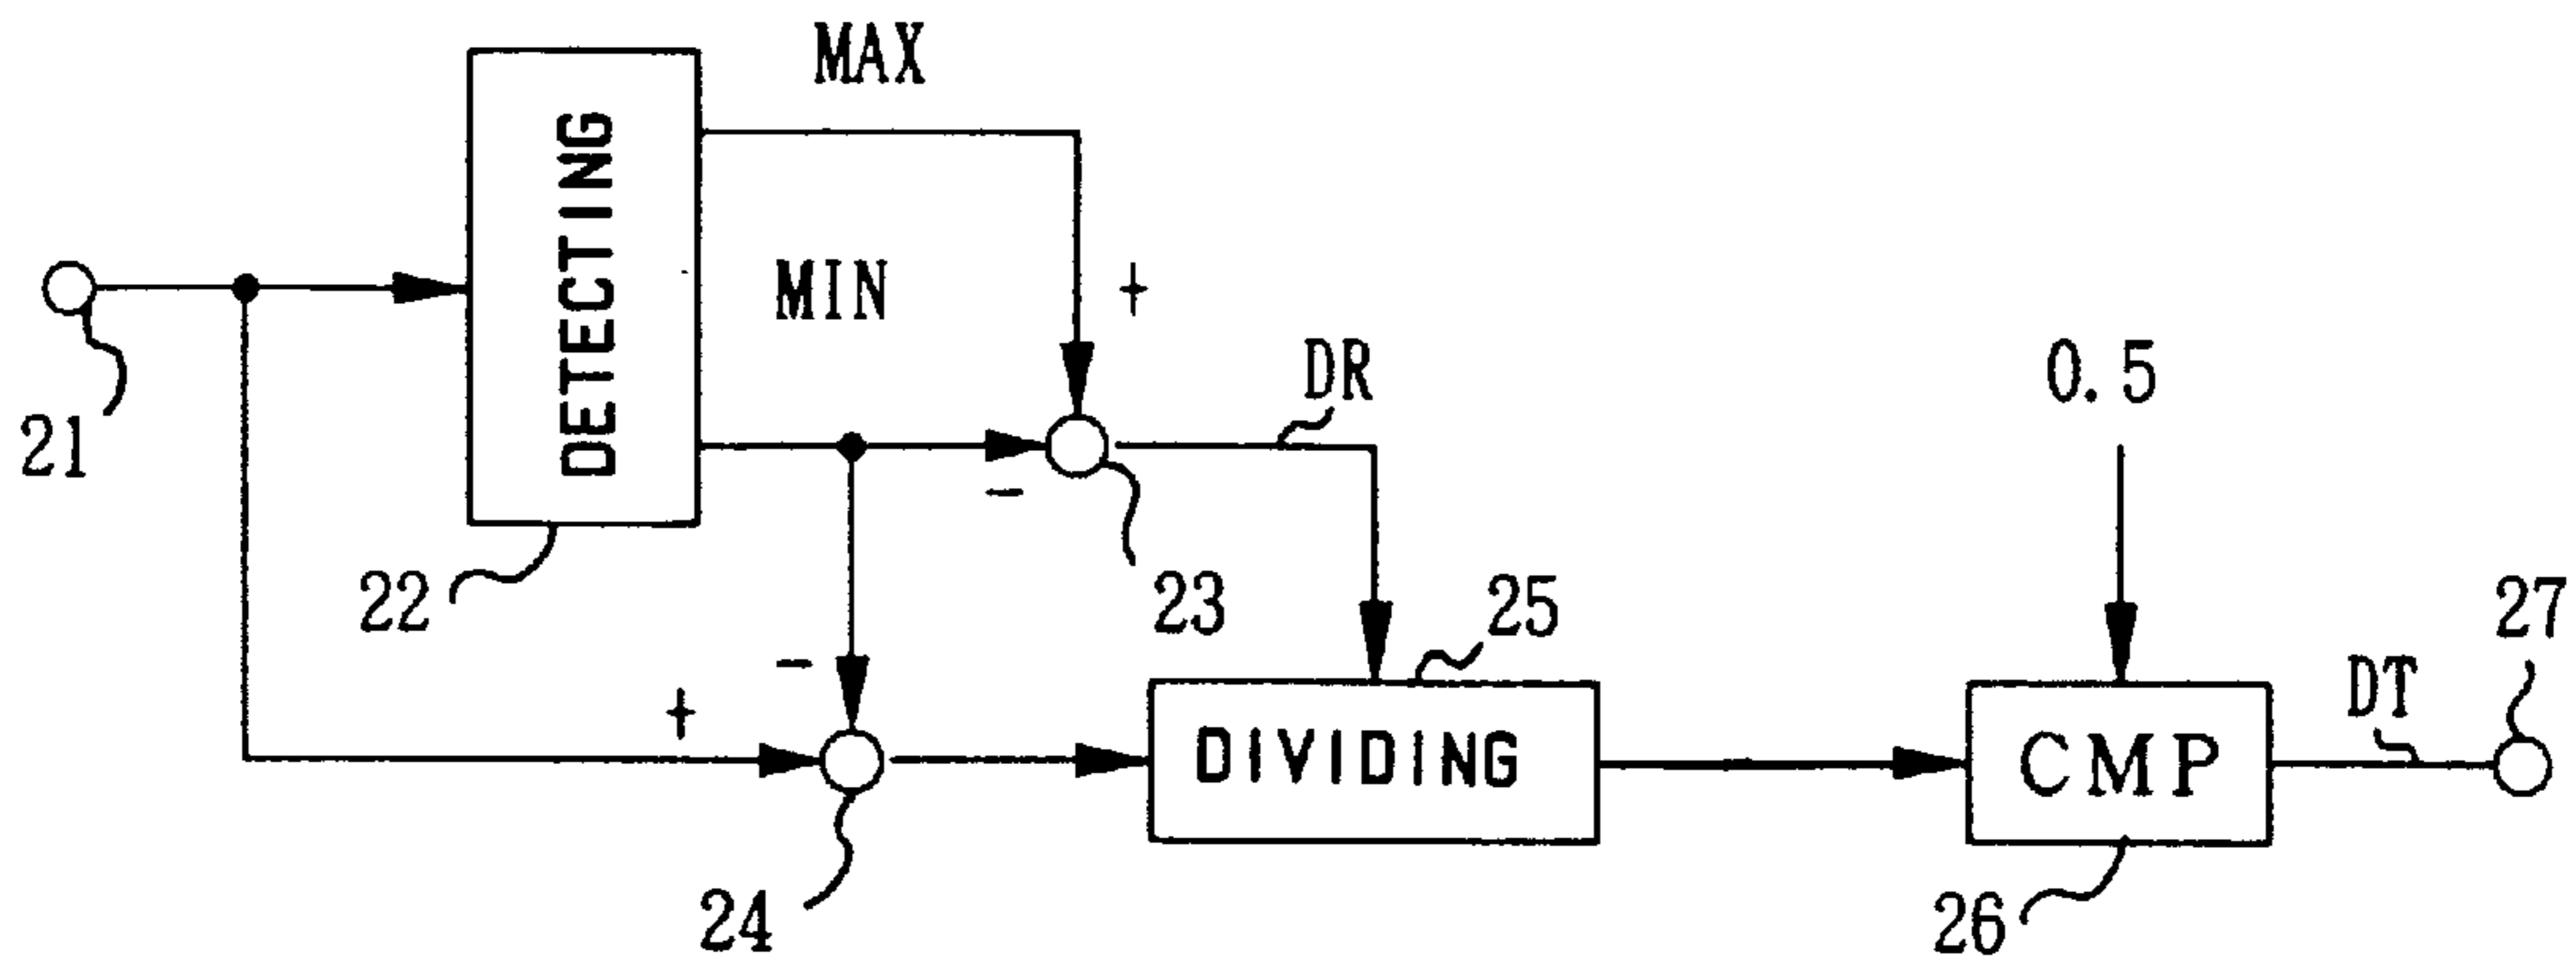 MAX
DETECTING
MIN
+
DR
0.5
21
-
22
23
25
27
-
+
DIVIDING
CMP
DT
24
26